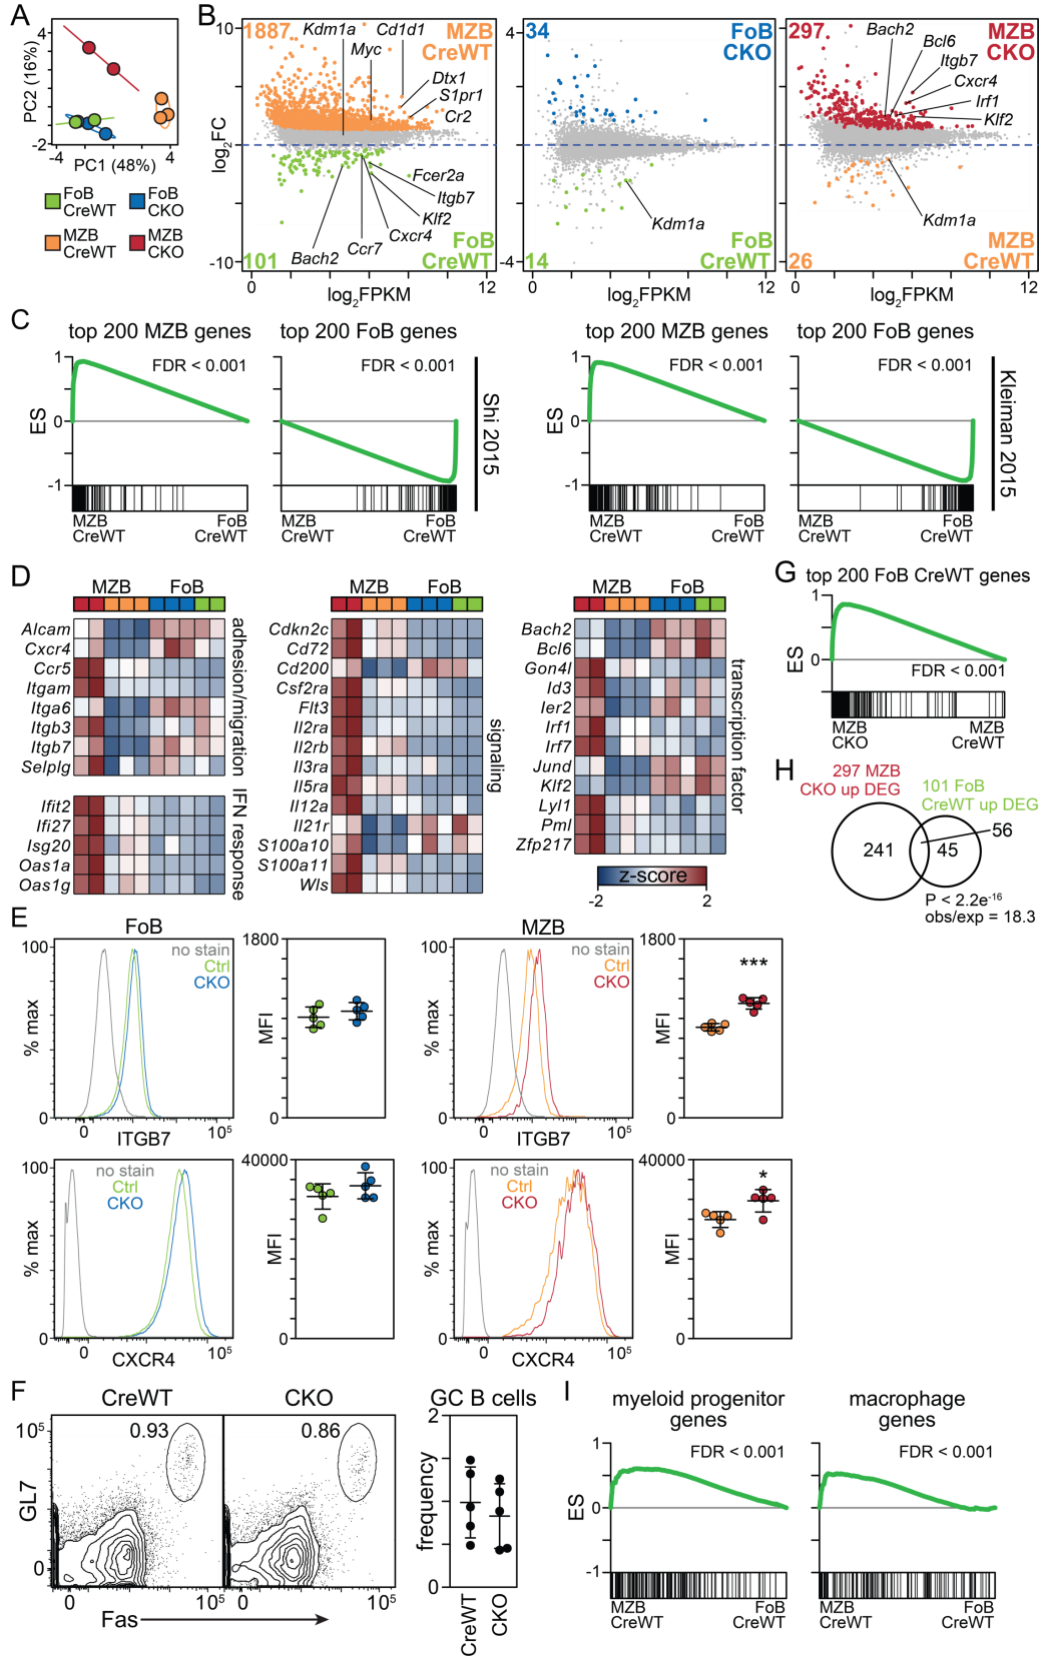 A
4
-2
PC2 (16%)
-4
4
PC1 (48%)
FoB
CreWT
FoB
CKO
MZB
CreWT
MZB
CKO
B
10
-10
log2FC
1887
Kdm1a
Cd1d1
MZB
CreWT
Myc
Dtx1
S1pr1
Cr2
Fcer2a
Itgb7
Klf2
Cxcr4
Ccr7
Bach2
101
FoB
CreWT
0
12
log2FPKM
4
-4
34
FoB
CKO
Kdm1a
14
FoB
CreWT
0
12
log2FPKM
297
Bach2
MZB
CKO
Bcl6
Itgb7
Cxcr4
Irf1
Klf2
Kdm1a
26
MZB
CreWT
0
12
log2FPKM
C
top 200 MZB genes
top 200 FoB genes
top 200 MZB genes
top 200 FoB genes
1
0
-1
ES
FDR < 0.001
FDR < 0.001
Shi 2015
1
0
-1
FDR < 0.001
FDR < 0.001
Kleiman 2015
MZB
CreWT
FoB
CreWT
MZB
CreWT
FoB
CreWT
MZB
CreWT
FoB
CreWT
MZB
CreWT
FoB
CreWT
D
MZB
FoB
Alcam
Cxcr4
Ccr5
Itgam
Itga6
Itgb3
Itgb7
Selplg
adhesion/migration
Ifit2
Ifi27
Isg20
Oas1a
Oas1g
IFN response
MZB
FoB
Cdkn2c
Cd72
Cd200
Csf2ra
Flt3
Il2ra
Il2rb
Il3ra
Il5ra
Il12a
Il21r
S100a10
S100a11
Wls
signaling
MZB
FoB
Bach2
Bcl6
Gon4l
Id3
Ier2
Irf1
Irf7
Jund
Klf2
Lyl1
Pml
Zfp217
transcription factor
z-score
-2
2
G
top 200 FoB CreWT genes
1
0
ES
FDR < 0.001
MZB
CKO
MZB
CreWT
H
297 MZB
CKO up DEG
101 FoB
CreWT up DEG
56
241
45
P < 2.2e-16
obs/exp = 18.3
E
FoB
MZB
100
0
% max
no stain
Ctrl
CKO
0
10^5
ITGB7
1800
0
MFI
100
0
% max
no stain
Ctrl
CKO
0
10^5
ITGB7
1800
0
MFI
***
100
0
% max
no stain
Ctrl
CKO
0
10^5
CXCR4
40000
0
MFI
100
0
% max
no stain
Ctrl
CKO
0
10^5
CXCR4
40000
0
MFI
*
F
CreWT
CKO
0.93
0.86
10^5
0
GL7
0
10^5
0
10^5
Fas
GC B cells
2
0
frequency
CreWT
CKO
I
myeloid progenitor
genes
macrophage
genes
1
0
-1
ES
FDR < 0.001
FDR < 0.001
MZB
CreWT
FoB
CreWT
MZB
CreWT
FoB
CreWT